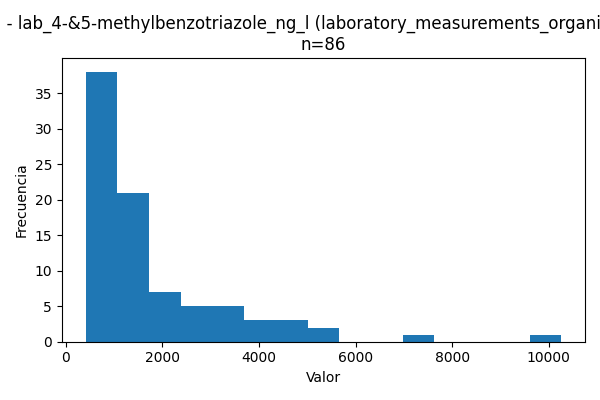 - lab_4-&5-methylbenzotriazole_ng_l (laboratory_measurements_organi
n=86
35
30
25
20
15
10
5
0
Frecuencia
0 2000 4000 6000 8000 10000
Valor